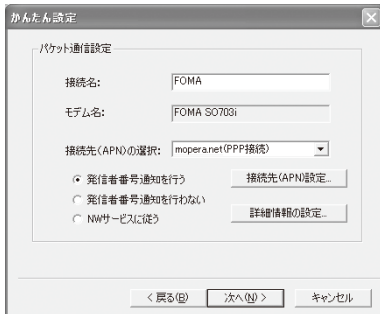 かんたん設定
パケット通信設定
接続名: FOMA
モデム名: FOMA SO703i
接続先(APN)の選択: mopera.net(PPP接続)
発信者番号通知を行う 接続先(APN)設定...
発信者番号通知を行わない
NWサービスに従う 詳細情報の設定...
< 戻る(B) 次へ(N) > キャンセル